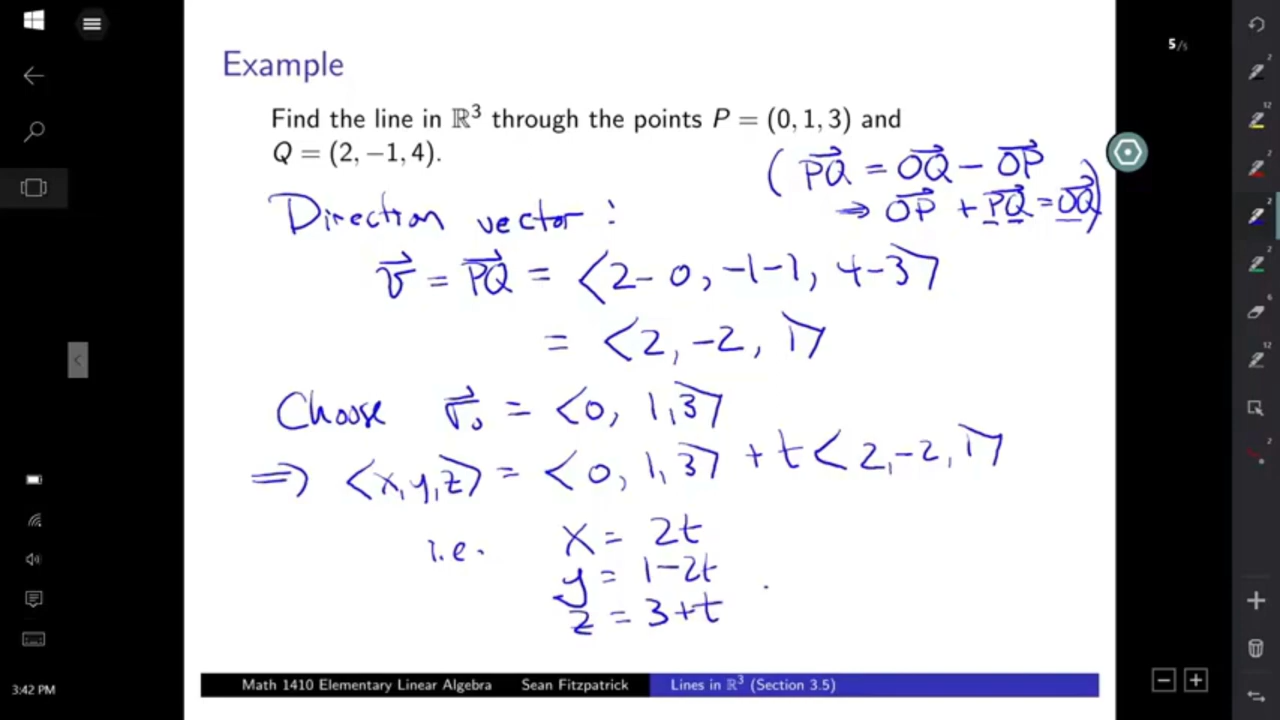 5/5
Example
Find the line in ℝ³ through the points P = (0, 1, 3) and
Q = (2, −1, 4).
(PQ⃗ = OQ⃗ − OP⃗
⇒ OP⃗ + PQ⃗ = OQ⃗)
Direction vector :
v⃗ = PQ⃗ = ⟨2−0, −1−1, 4−3⟩
= ⟨2, −2, 1⟩
Choose r⃗₀ = ⟨0, 1, 3⟩
⇒ ⟨x, y, z⟩ = ⟨0, 1, 3⟩ + t⟨2, −2, 1⟩
i.e. x = 2t
y = 1−2t
z = 3+t
Math 1410 Elementary Linear Algebra Sean Fitzpatrick Lines in ℝ³ (Section 3.5)
3:42 PM